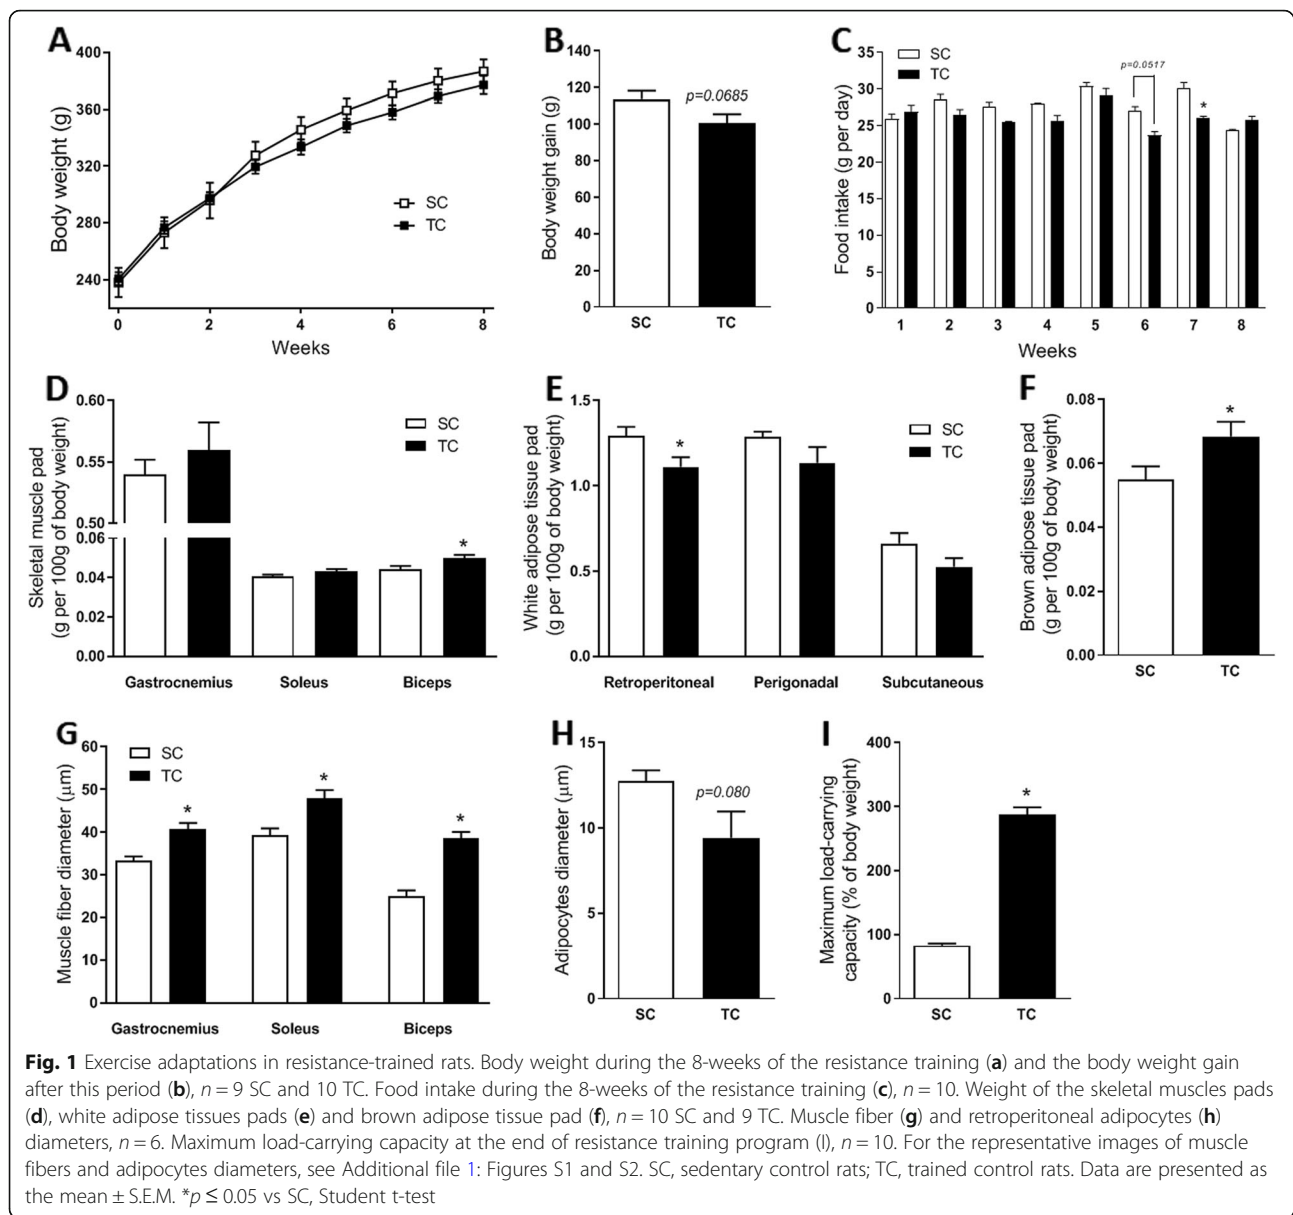 A
Body weight (g)
400
360
320
280
240
SC
TC
0 2 4 6 8
Weeks
B
Body weight gain (g)
140
120
100
80
60
40
20
0
p=0.0685
SC TC
C
Food intake (g per day)
35
30
25
20
15
10
5
0
SC
TC
p=0.0517
*
1 2 3 4 5 6 7 8
Weeks
D
Skeletal muscle pad
(g per 100g of body weight)
0.60
0.55
0.50
0.06
0.04
0.02
0.00
SC
TC
*
Gastrocnemius Soleus Biceps
E
White adipose tissue pad
(g per 100g of body weight)
1.5
1.0
0.5
0.0
*
SC
TC
Retroperitoneal Perigonadal Subcutaneous
F
Brown adipose tissue pad
(g per 100g of body weight)
0.08
0.06
0.04
0.02
0.00
*
SC TC
G
Muscle fiber diameter (μm)
60
50
40
30
20
10
0
SC
TC
* * *
Gastrocnemius Soleus Biceps
H
Adipocytes diameter (μm)
15
10
5
0
p=0.080
SC TC
I
Maximum load-carrying
capacity (% of body weight)
400
300
200
100
0
*
SC TC
Fig. 1 Exercise adaptations in resistance-trained rats. Body weight during the 8-weeks of the resistance training (a) and the body weight gain
after this period (b), n = 9 SC and 10 TC. Food intake during the 8-weeks of the resistance training (c), n = 10. Weight of the skeletal muscles pads
(d), white adipose tissues pads (e) and brown adipose tissue pad (f), n = 10 SC and 9 TC. Muscle fiber (g) and retroperitoneal adipocytes (h)
diameters, n = 6. Maximum load-carrying capacity at the end of resistance training program (I), n = 10. For the representative images of muscle
fibers and adipocytes diameters, see Additional file 1: Figures S1 and S2. SC, sedentary control rats; TC, trained control rats. Data are presented as
the mean ± S.E.M. *p ≤ 0.05 vs SC, Student t-test